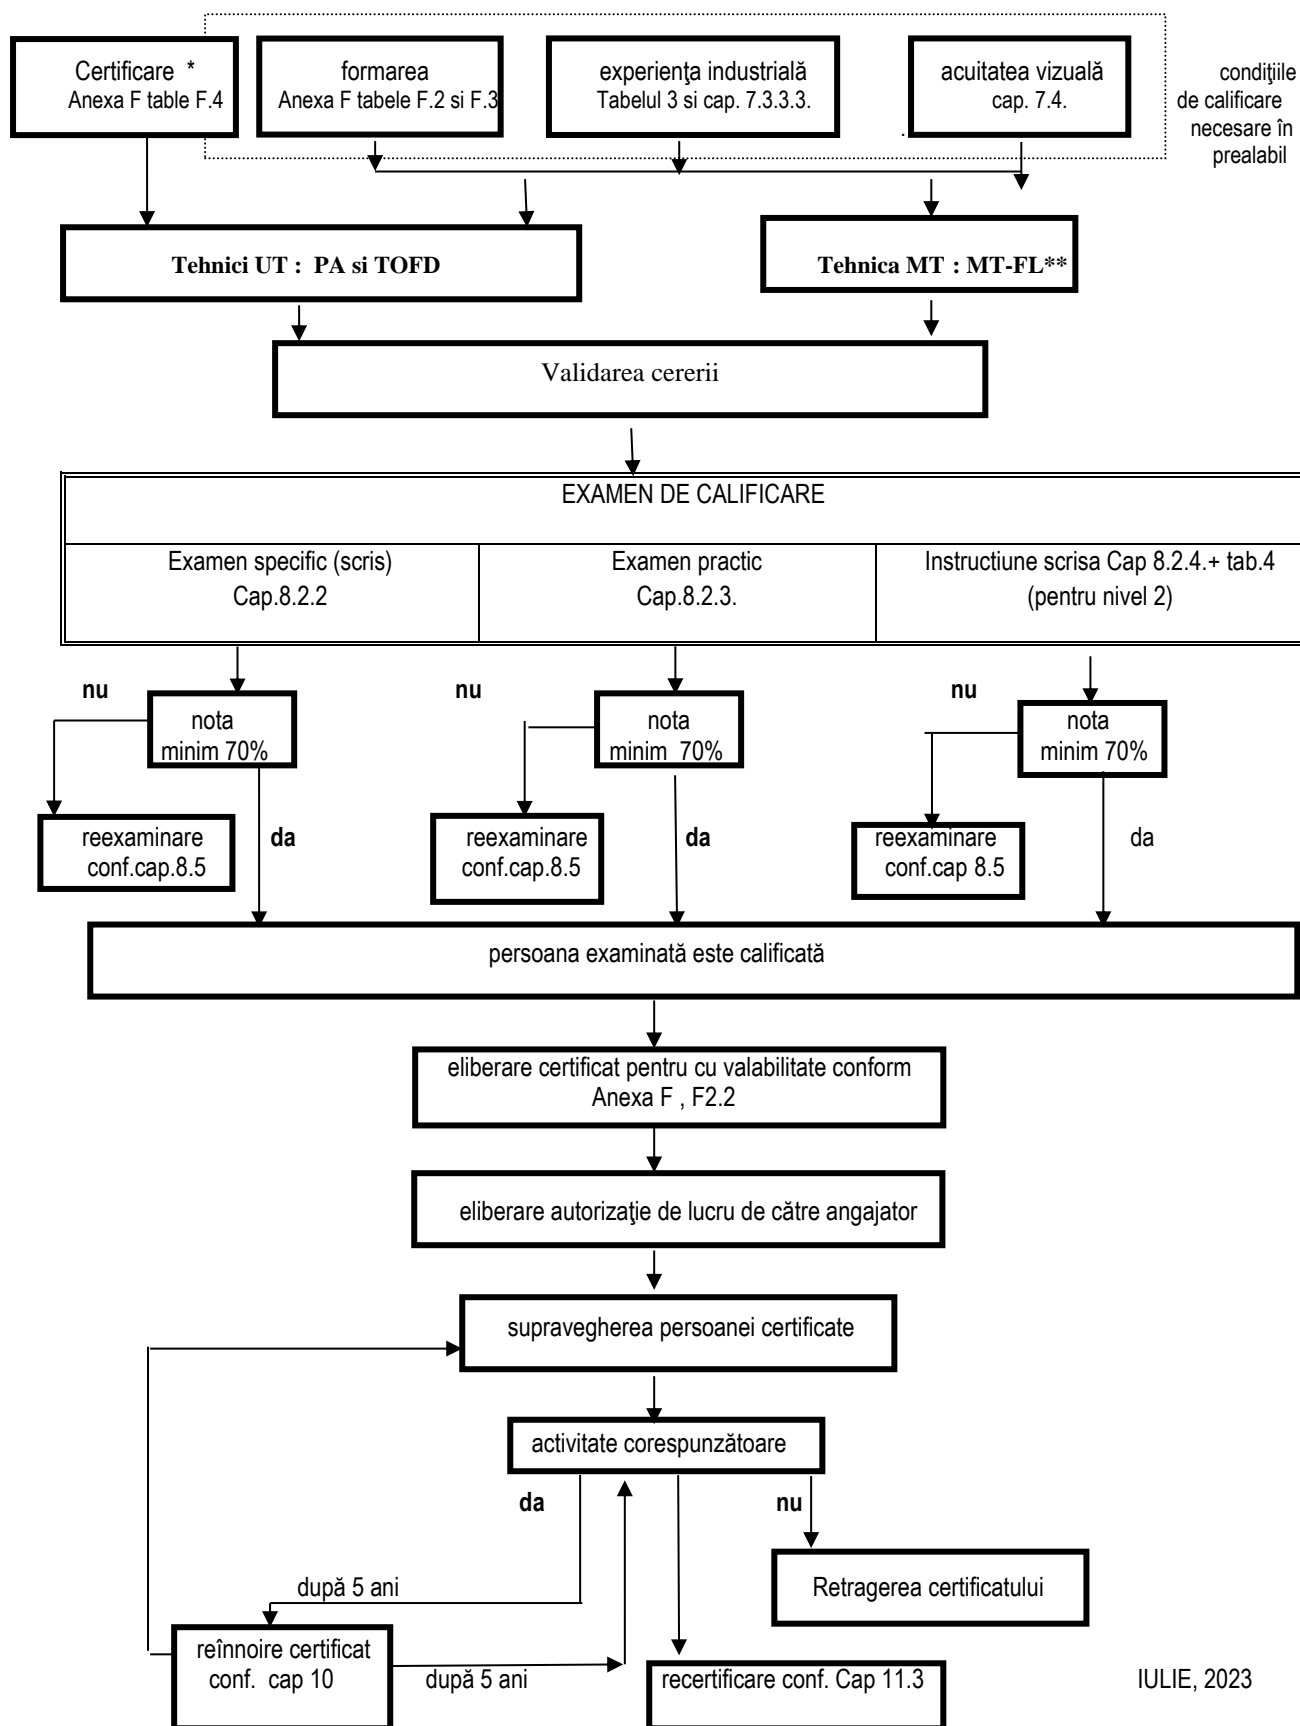 Certificare *
Anexa F table F.4
formarea
Anexa F tabele F.2 si F.3
experienţa industrială
Tabelul 3 si cap. 7.3.3.3.
acuitatea vizuală
cap. 7.4.
.
condiţiile
de calificare
necesare în
prealabil
Tehnici UT : PA si TOFD
Tehnica MT : MT-FL**
Validarea cererii
EXAMEN DE CALIFICARE
Examen specific (scris)
Cap.8.2.2
Examen practic
Cap.8.2.3.
Instructiune scrisa Cap 8.2.4.+ tab.4
(pentru nivel 2)
nu
nota
minim 70%
nu
nota
minim 70%
nu
nota
minim 70%
reexaminare
conf.cap.8.5
da
reexaminare
conf.cap.8.5
da
reexaminare
conf.cap 8.5
da
persoana examinată este calificată
eliberare certificat pentru cu valabilitate conform
Anexa F , F2.2
eliberare autorizaţie de lucru de către angajator
supravegherea persoanei certificate
activitate corespunzătoare
da
nu
Retragerea certificatului
după 5 ani
reînnoire certificat
conf. cap 10
după 5 ani
recertificare conf. Cap 11.3
IULIE, 2023